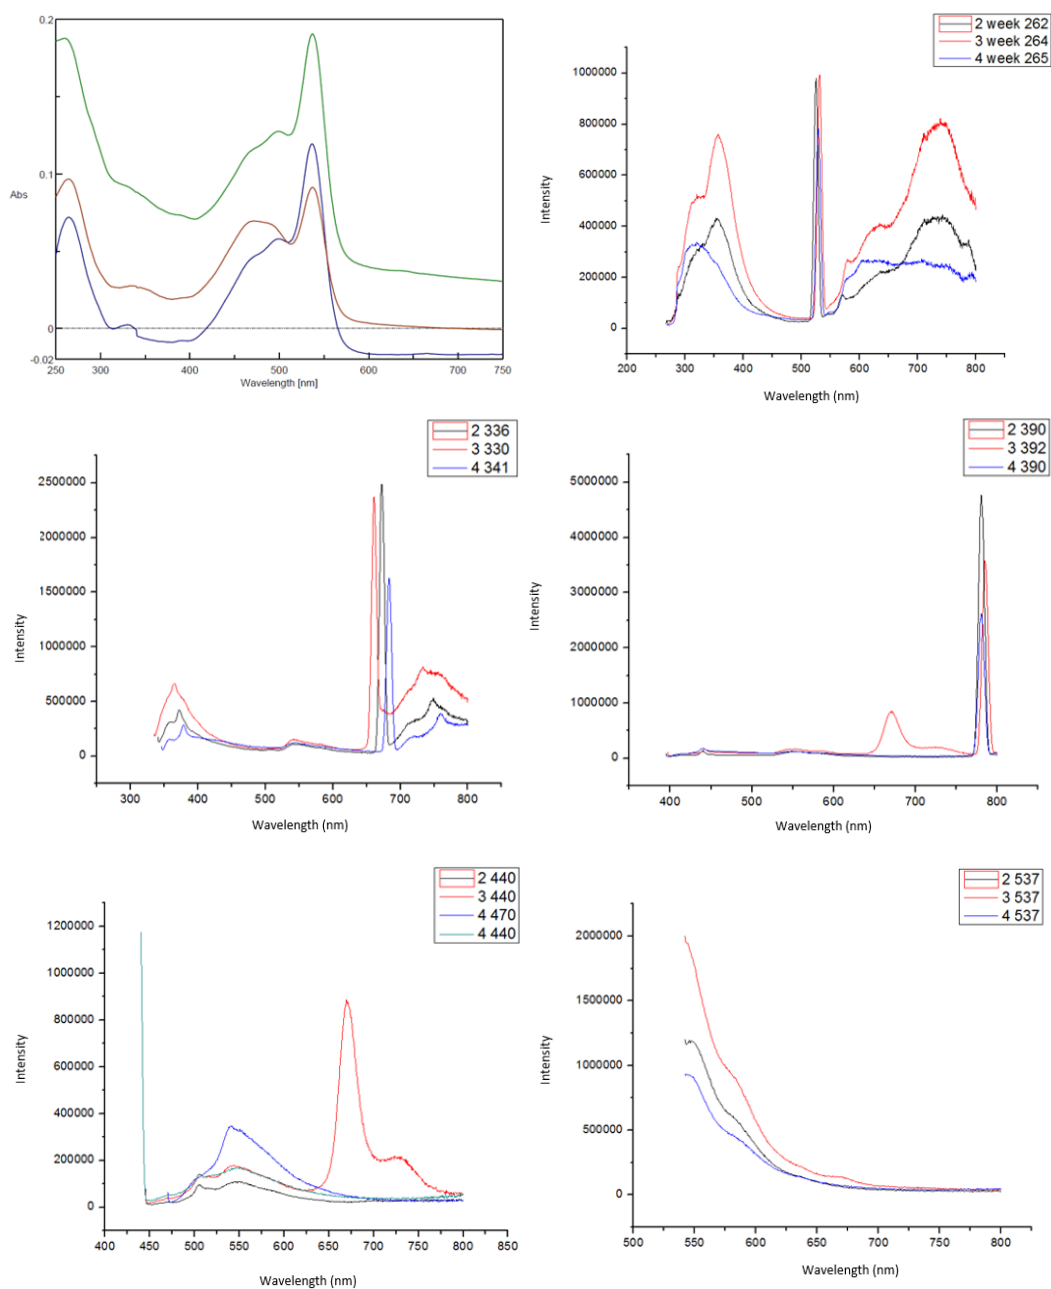 0.2
0.1
Abs
0
-0.02
250 300 400 500 600 700 750
Wavelength [nm]
2 week 262
3 week 264
4 week 265
1000000
800000
600000
400000
200000
0
Intensity
200 300 400 500 600 700 800 900
Wavelength (nm)
2 336
3 330
4 341
2500000
2000000
1500000
1000000
500000
0
Intensity
300 400 500 600 700 800
Wavelength (nm)
2 390
3 392
4 390
5000000
4000000
3000000
2000000
1000000
0
Intensity
400 500 600 700 800
Wavelength (nm)
2 440
3 440
4 470
4 440
1200000
1000000
800000
600000
400000
200000
0
Intensity
400 450 500 550 600 650 700 750 800 850
Wavelength (nm)
2 537
3 537
4 537
2000000
1500000
1000000
500000
0
Intensity
500 550 600 650 700 750 800
Wavelength (nm)